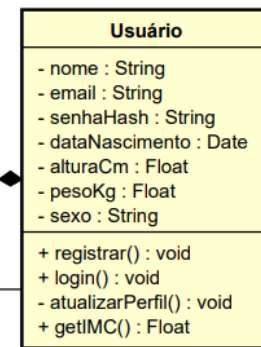 Usuário
- nome : String
- email : String
- senhaHash : String
- dataNascimento : Date
- alturaCm : Float
- pesoKg : Float
- sexo : String
+ registrar() : void
+ login() : void
- atualizarPerfil() : void
+ getIMC() : Float